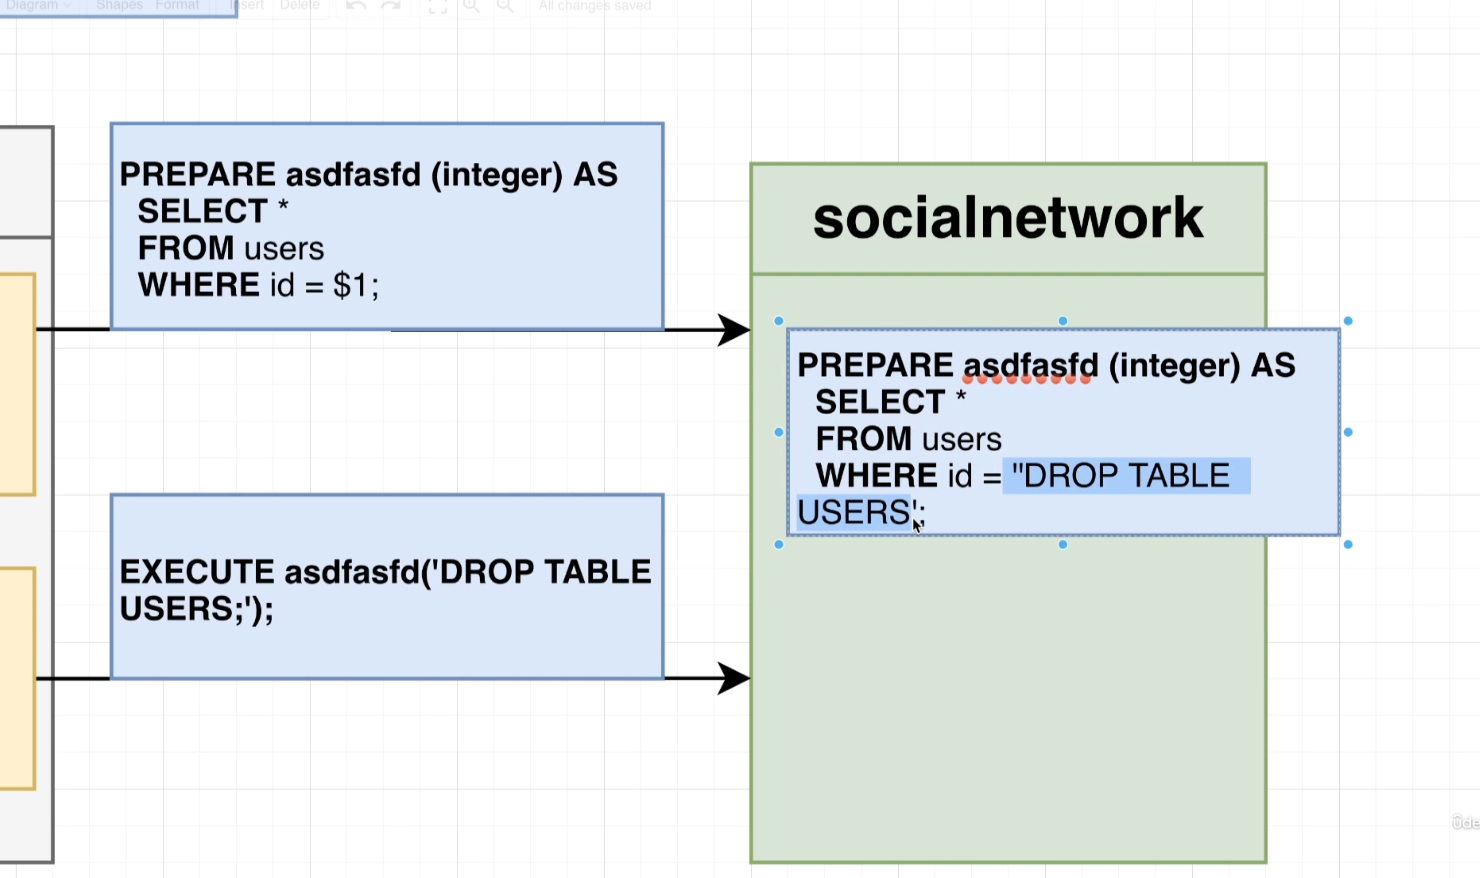 Diagram Shapes Format Insert Delete All changes saved
PREPARE asdfasfd (integer) AS
SELECT *
FROM users
WHERE id = $1;
socialnetwork
PREPARE asdfasfd (integer) AS
SELECT *
FROM users
WHERE id = "DROP TABLE
USERS';
EXECUTE asdfasfd('DROP TABLE
USERS;');